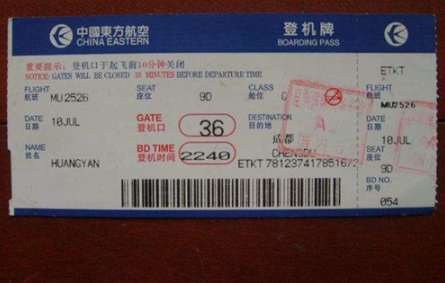 中國東方航空 登机牌
CHINA EASTERN BOARDING PASS
重要提示：登机口于起飞前10分钟关闭
NOTICE: GATES WILL BE CLOSED 10 MINUTES BEFORE DEPARTURE TIME
ETKT
FLIGHT 航班 MU2526 SEAT 座位 9D CLASS 舱位
FLIGHT 航班 MU2526
DATE 日期 10JUL GATE 登机口 36 DESTINATION 目的地 成都 CHENGDU
DATE 日期 10JUL
NAME 姓名 HUANGYAN BD TIME 登机时间 2240
ETKT
SEAT 座位 9D
BD NO. 序号 054